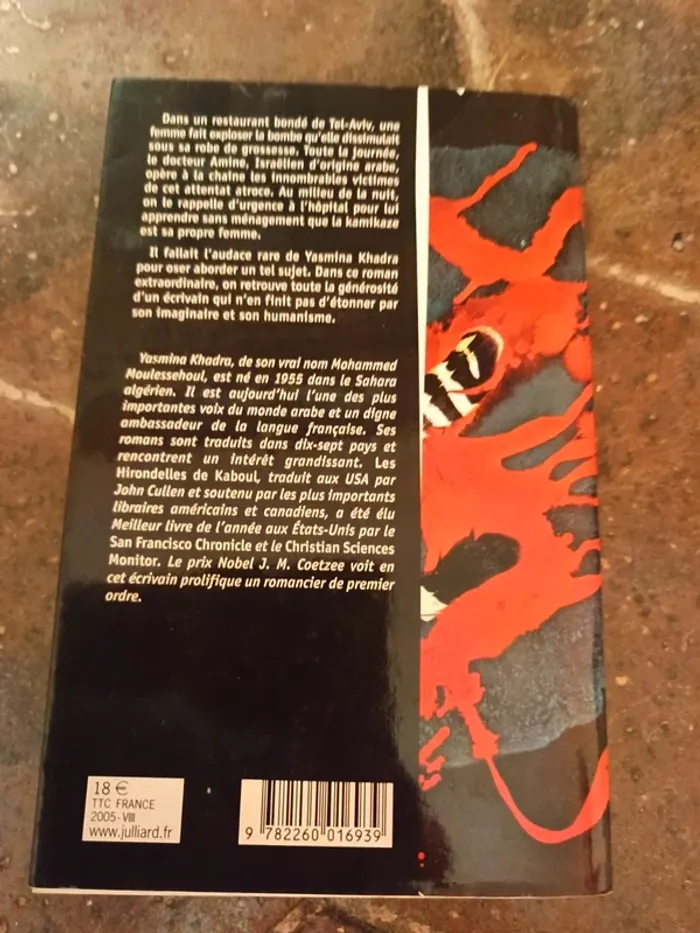 Dans un restaurant bondé de Tel-Aviv, une
femme fait exploser la bombe qu'elle dissimulait
sous sa robe de grossesse. Toute la journée,
le docteur Amine, Israélien d'origine arabe,
opère à la chaîne les innombrables victimes
de cet attentat atroce. Au milieu de la nuit,
on le rappelle d'urgence à l'hôpital pour lui
apprendre sans ménagement que la kamikaze
est sa propre femme.
Il fallait l'audace rare de Yasmina Khadra
pour oser aborder un tel sujet. Dans ce roman
extraordinaire, on retrouve toute la générosité
d'un écrivain qui n'en finit pas d'étonner par
son imaginaire et son humanisme.
Yasmina Khadra, de son vrai nom Mohammed
Moulessehoul, est né en 1955 dans le Sahara
algérien. Il est aujourd'hui l'une des plus
importantes voix du monde arabe et un digne
ambassadeur de la langue française. Ses
romans sont traduits dans dix-sept pays et
rencontrent un intérêt grandissant. Les
Hirondelles de Kaboul, traduit aux USA par
John Cullen et soutenu par les plus importants
libraires américains et canadiens, a été élu
Meilleur livre de l'année aux États-Unis par le
San Francisco Chronicle et le Christian Sciences
Monitor. Le prix Nobel J. M. Coetzee voit en
cet écrivain prolifique un romancier de premier
ordre.
18 €
TTC FRANCE
2005-VIII
www.julliard.fr
9 782260 016939